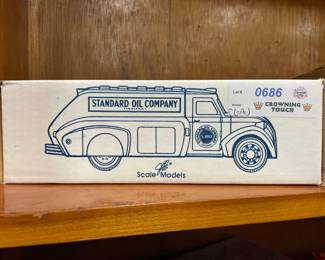 Lot #
0686
CROWNING
TOUCH
STANDARD OIL COMPANY
Scale Models